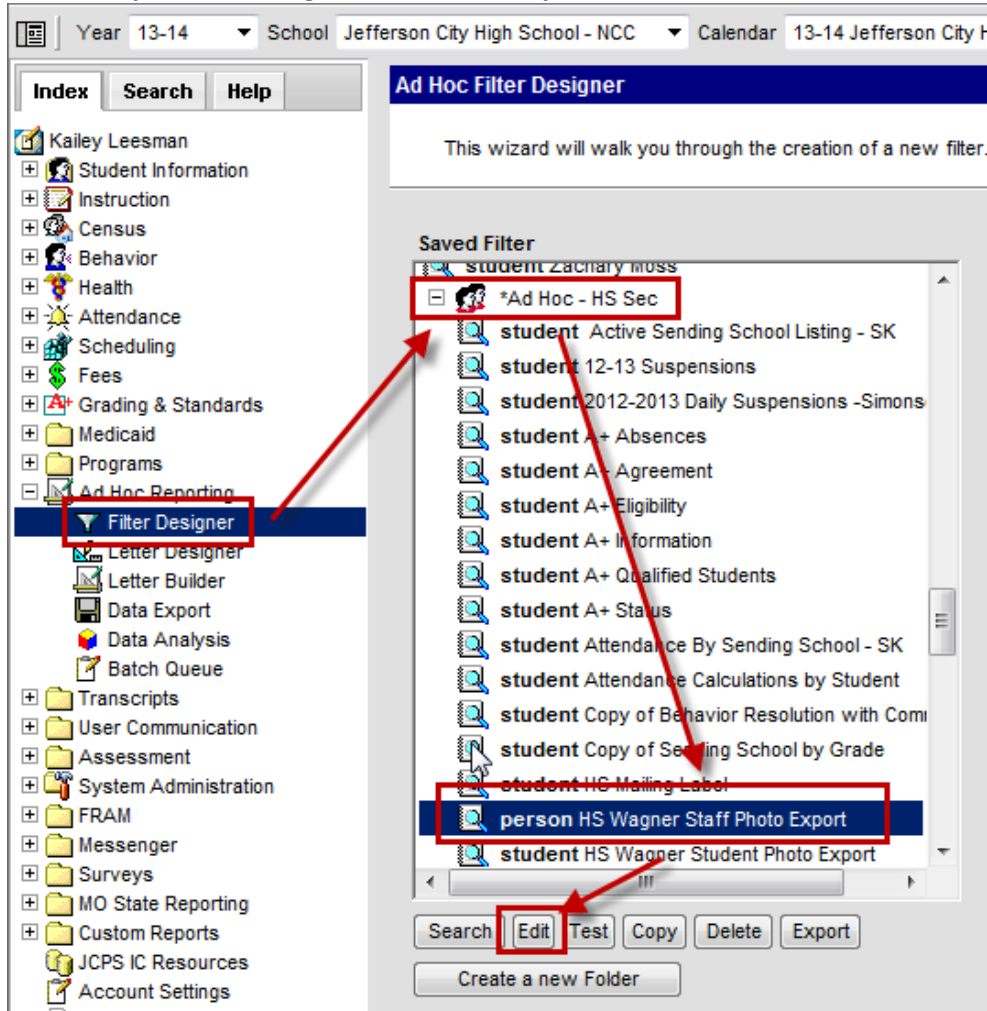 Year 13-14 School Jefferson City High School - NCC Calendar 13-14 Jefferson City H
Index Search Help
Kailey Leesman
Student Information
Instruction
Census
Behavior
Health
Attendance
Scheduling
Fees
Grading & Standards
Medicaid
Programs
Ad Hoc Reporting
Filter Designer
Letter Designer
Letter Builder
Data Export
Data Analysis
Batch Queue
Transcripts
User Communication
Assessment
System Administration
FRAM
Messenger
Surveys
MO State Reporting
Custom Reports
JCPS IC Resources
Account Settings
Ad Hoc Filter Designer
This wizard will walk you through the creation of a new filter.
Saved Filter
student Zachary Moss
*Ad Hoc - HS Sec
student Active Sending School Listing - SK
student 12-13 Suspensions
student 2012-2013 Daily Suspensions -Simons
student A+ Absences
student A+ Agreement
student A+ Eligibility
student A+ Information
student A+ Qualified Students
student A+ Status
student Attendance By Sending School - SK
student Attendance Calculations by Student
student Copy of Behavior Resolution with Com
student Copy of Sending School by Grade
student HS Mailing Label
person HS Wagner Staff Photo Export
student HS Wagner Student Photo Export
Search Edit Test Copy Delete Export
Create a new Folder